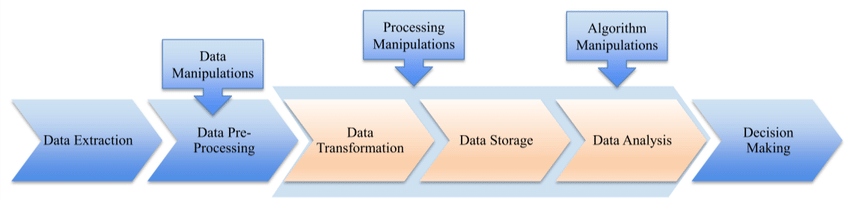 Data
Manipulations
Processing
Manipulations
Algorithm
Manipulations
Data Extraction
Data Pre-
Processing
Data
Transformation
Data Storage
Data Analysis
Decision
Making